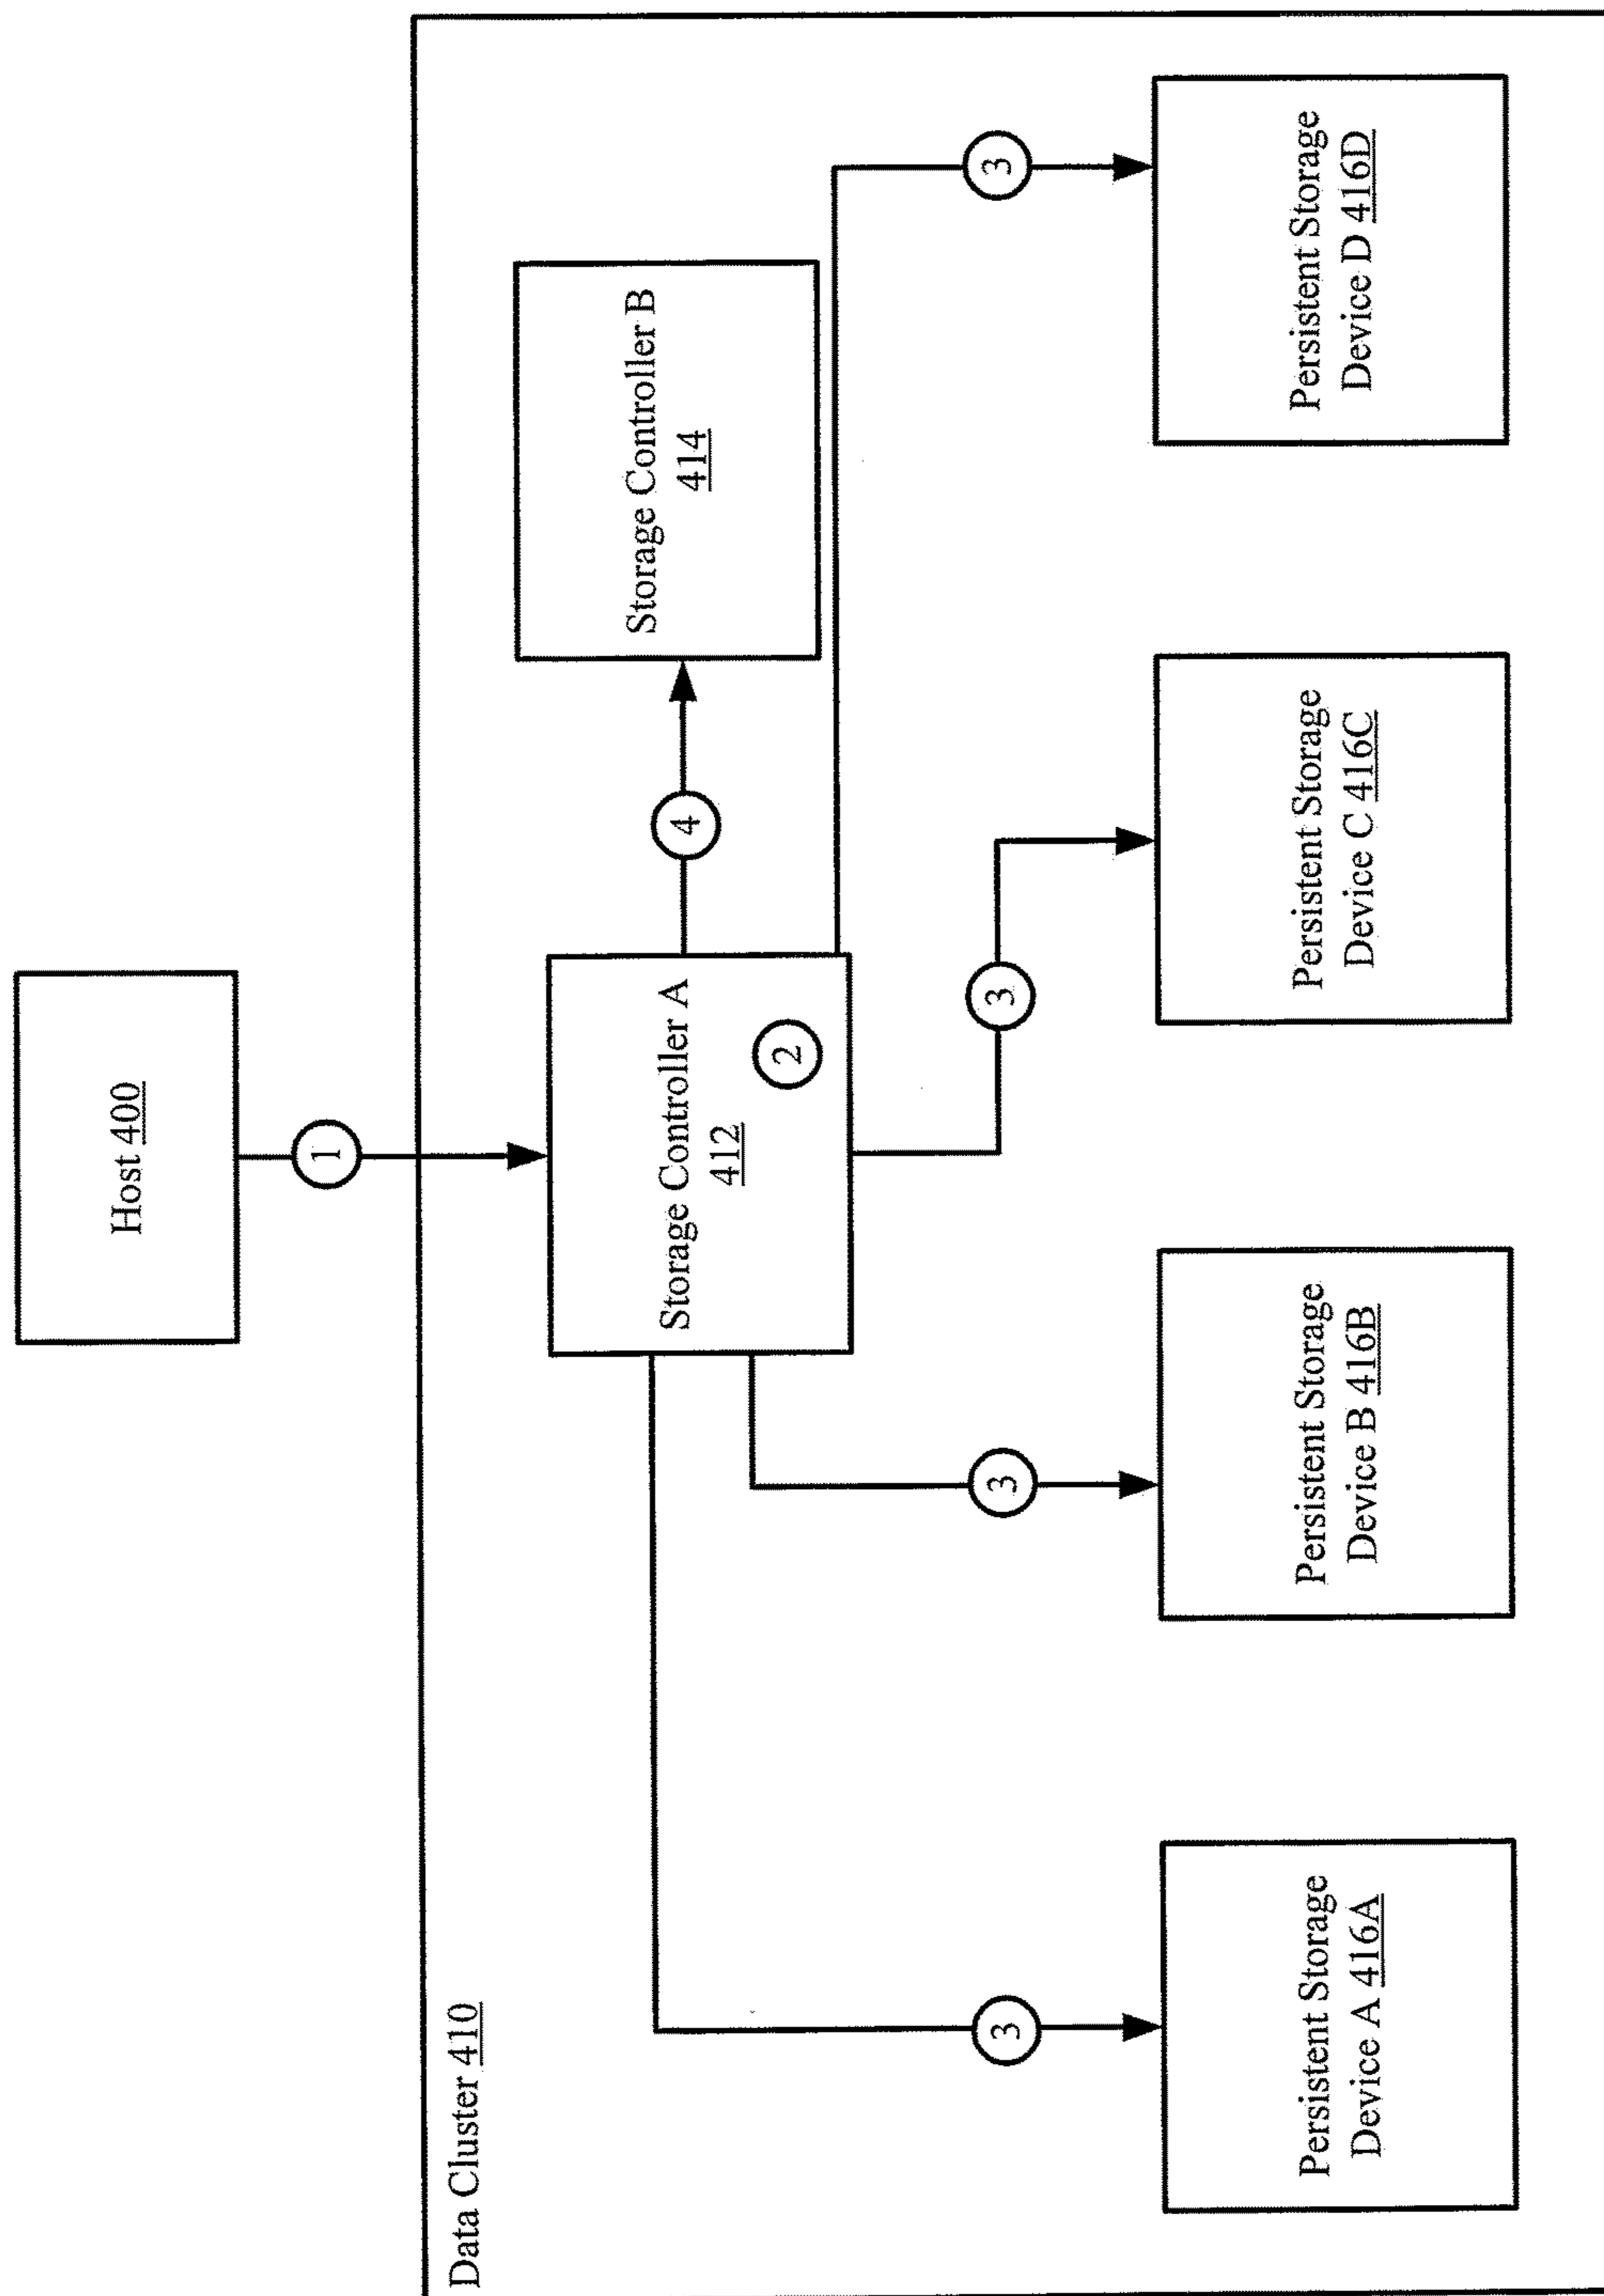 Host 400
1
Data Cluster 410
Storage Controller A
412
2
4
Storage Controller B
414
3
3
3
3
Persistent Storage
Device A 416A
Persistent Storage
Device B 416B
Persistent Storage
Device C 416C
Persistent Storage
Device D 416D